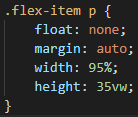 .flex-item p {
    float: none;
    margin: auto;
    width: 95%;
    height: 35vw;
}